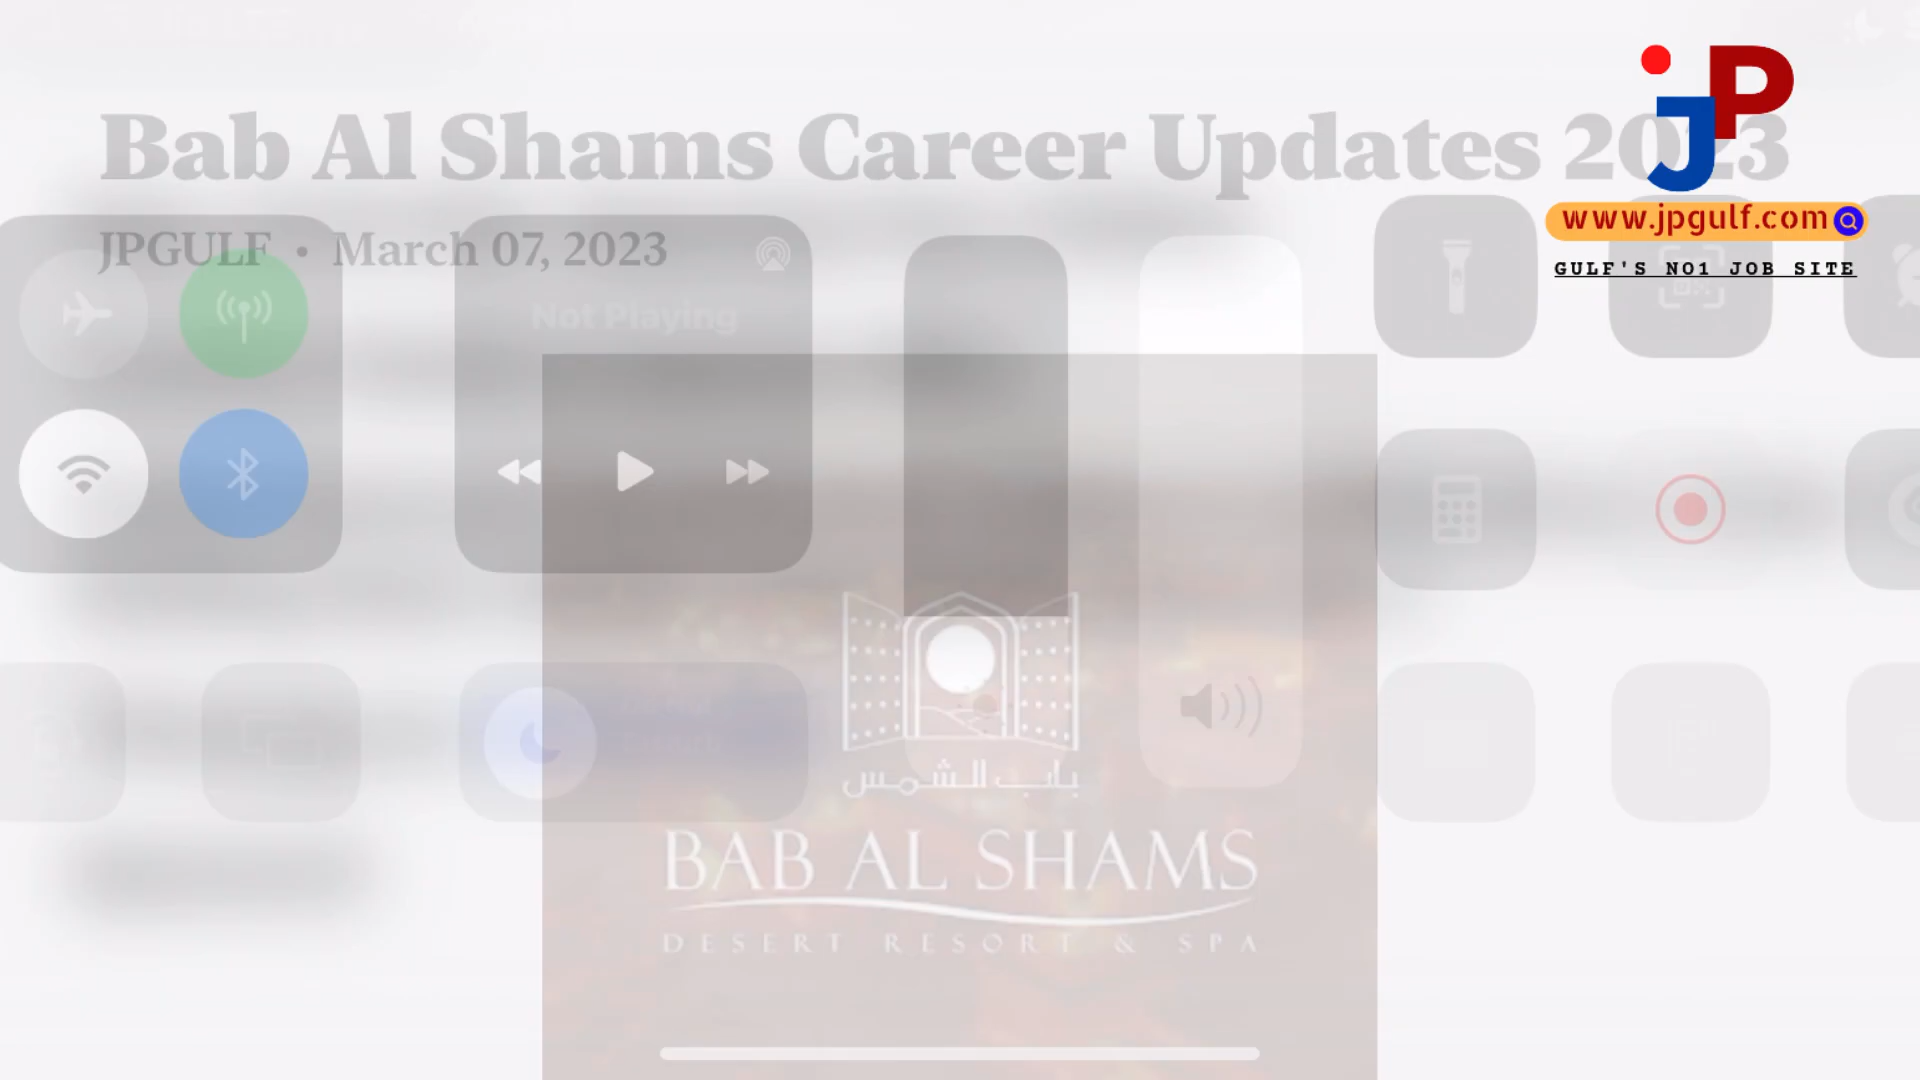 Bab Al Shams Career Updates 2023
JP
www.jpgulf.com
GULF'S NO1 JOB SITE
JPGULF • March 07, 2023
Not Playing
باب الشمس
BAB AL SHAMS
DESERT RESORT & SPA